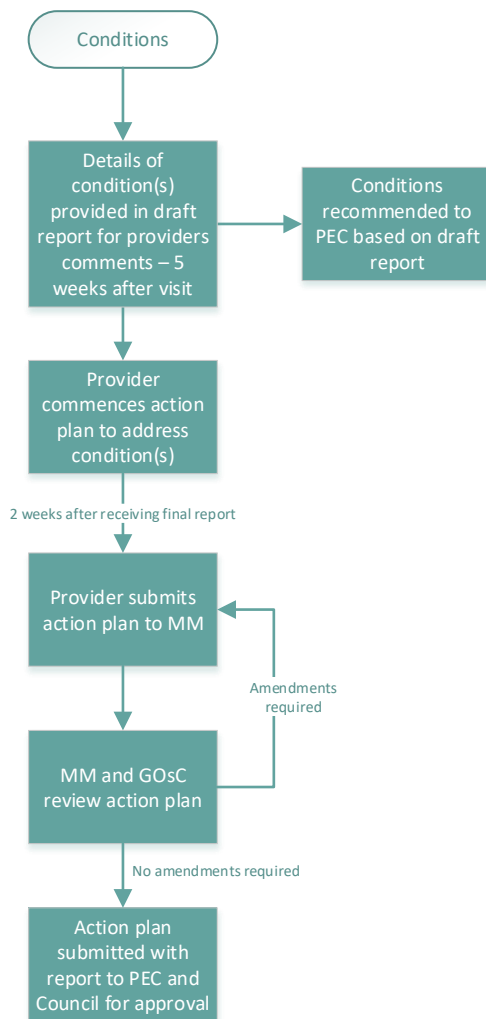 Conditions
Details of
condition(s)
provided in draft
report for providers
comments – 5
weeks after visit
Conditions
recommended to
PEC based on draft
report
Provider
commences action
plan to address
condition(s)
2 weeks after receiving final report
Provider submits
action plan to MM
Amendments
required
MM and GOsC
review action plan
No amendments required
Action plan
submitted with
report to PEC and
Council for approval